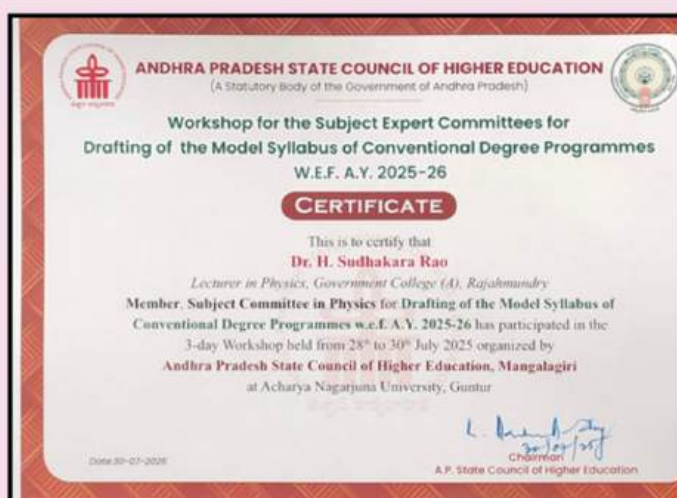 ANDHRA PRADESH STATE COUNCIL OF HIGHER EDUCATION
(A Statutory Body of the Government of Andhra Pradesh)
Workshop for the Subject Expert Committees for
Drafting of the Model Syllabus of Conventional Degree Programmes
W.E.F. A.Y. 2025-26
CERTIFICATE
This is to certify that
Dr. H. Sudhakara Rao
Lecturer in Physics, Government College (A), Rajahmundry
Member, Subject Committee in Physics for Drafting of the Model Syllabus of
Conventional Degree Programmes w.e.f. A.Y. 2025-26 has participated in the
3-day Workshop held from 28th to 30th July 2025 organized by
Andhra Pradesh State Council of Higher Education, Mangalagiri
at Acharya Nagarjuna University, Guntur
30/07/25
Chairman
Date:30-07-2025
A.P. State Council of Higher Education